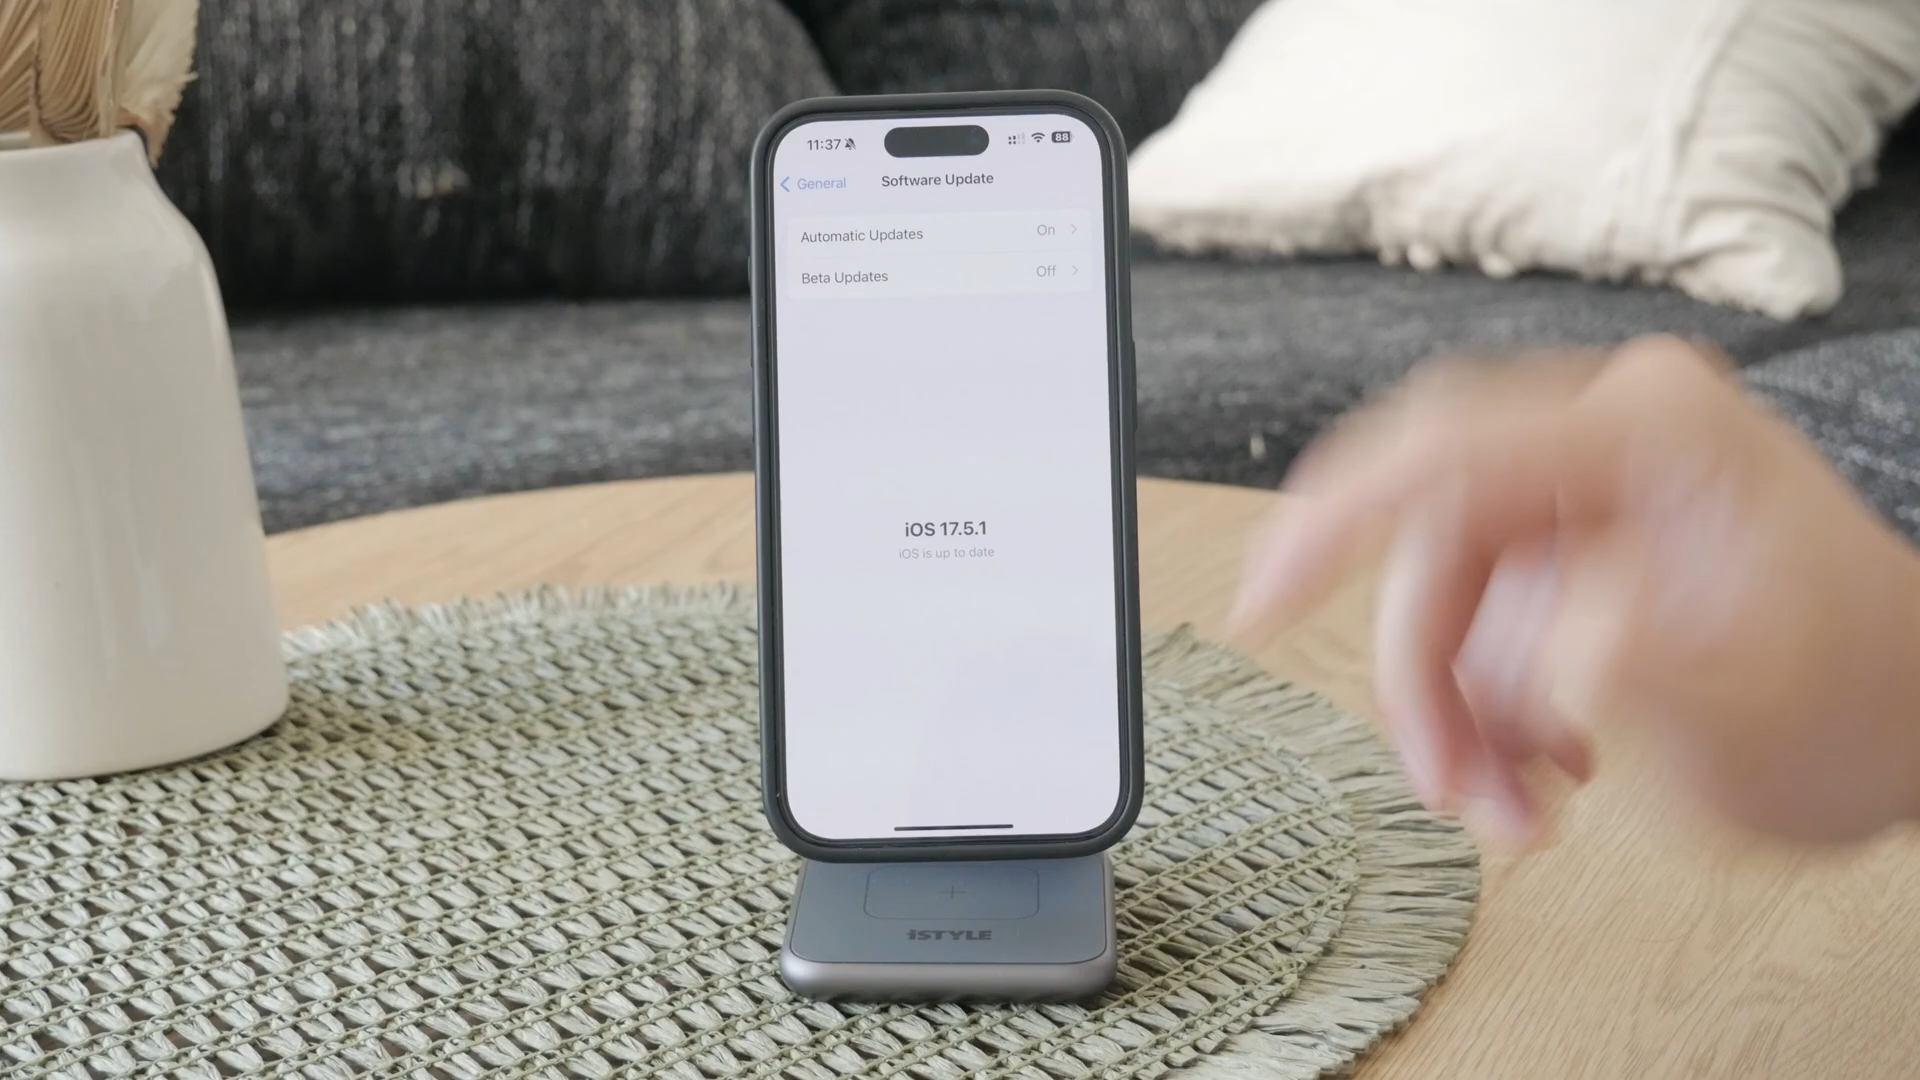 11:37 88
General Software Update
Automatic Updates On
Beta Updates Off
iOS 17.5.1
iOS is up to date
iSTYLE